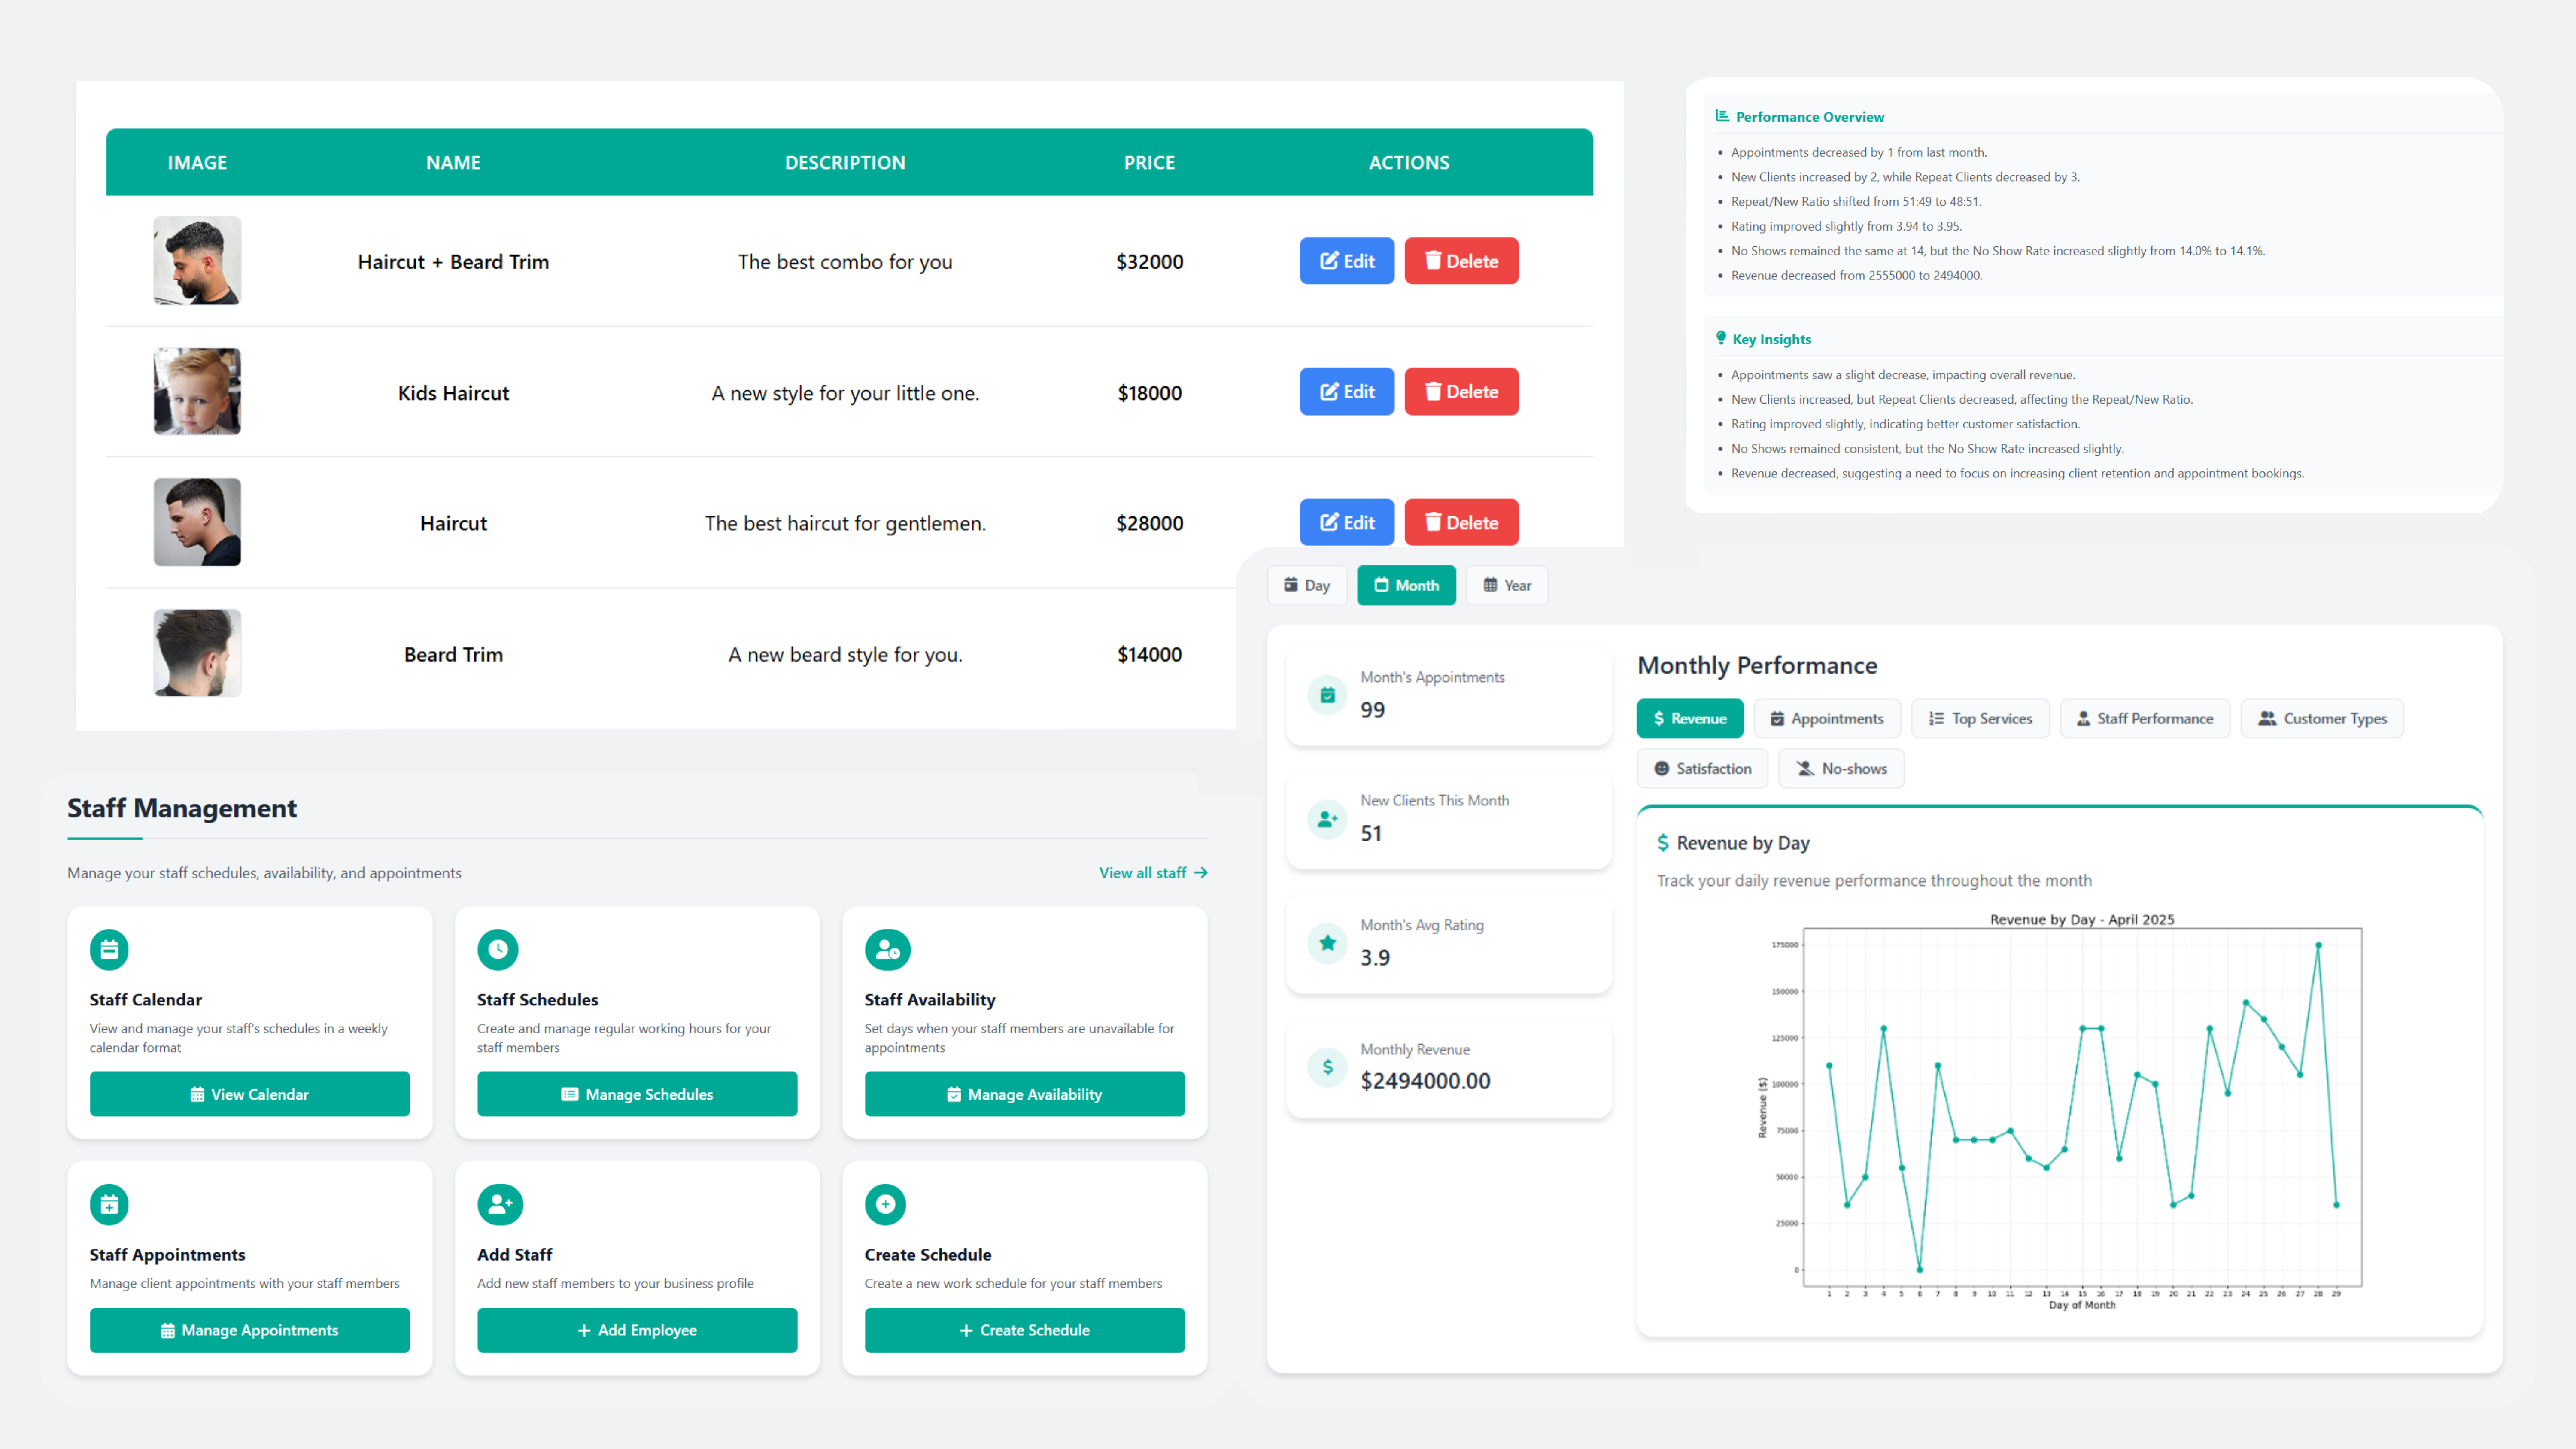 IMAGE NAME DESCRIPTION PRICE ACTIONS
Haircut + Beard Trim The best combo for you $32000 Edit Delete
Kids Haircut A new style for your little one. $18000 Edit Delete
Haircut The best haircut for gentlemen. $28000 Edit Delete
Beard Trim A new beard style for you. $14000
Performance Overview
• Appointments decreased by 1 from last month.
• New Clients increased by 2, while Repeat Clients decreased by 3.
• Repeat/New Ratio shifted from 51:49 to 48:51.
• Rating improved slightly from 3.94 to 3.95.
• No Shows remained the same at 14, but the No Show Rate increased slightly from 14.0% to 14.1%.
• Revenue decreased from 2555000 to 2494000.
Key Insights
• Appointments saw a slight decrease, impacting overall revenue.
• New Clients increased, but Repeat Clients decreased, affecting the Repeat/New Ratio.
• Rating improved slightly, indicating better customer satisfaction.
• No Shows remained consistent, but the No Show Rate increased slightly.
• Revenue decreased, suggesting a need to focus on increasing client retention and appointment bookings.
Staff Management
Manage your staff schedules, availability, and appointments View all staff →
Staff Calendar
View and manage your staff's schedules in a weekly
calendar format
View Calendar
Staff Schedules
Create and manage regular working hours for your
staff members
Manage Schedules
Staff Availability
Set days when your staff members are unavailable for
appointments
Manage Availability
Staff Appointments
Manage client appointments with your staff members
Manage Appointments
Add Staff
Add new staff members to your business profile
+ Add Employee
Create Schedule
Create a new work schedule for your staff members
+ Create Schedule
Day Month Year
Month's Appointments
99
New Clients This Month
51
Month's Avg Rating
3.9
$
Monthly Revenue
$2494000.00
Monthly Performance
$ Revenue Appointments Top Services Staff Performance Customer Types
Satisfaction No-shows
$ Revenue by Day
Track your daily revenue performance throughout the month
Revenue by Day - April 2025
Revenue ($)
175000
150000
125000
100000
75000
50000
25000
0
1 2 3 4 5 6 7 8 9 10 11 12 13 14 15 16 17 18 19 20 21 22 23 24 25 26 27 28 29
Day of Month